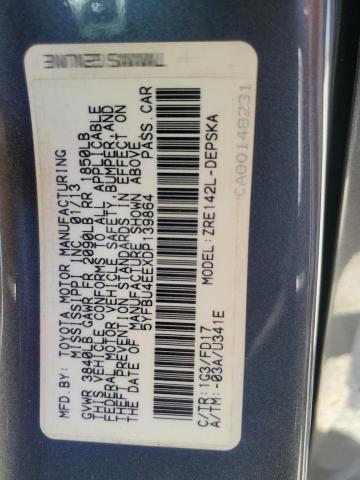 MFD BY: TOYOTA MOTOR MANUFACTURING
MISSISSIPPI INC. 01/13
GVWR 3840LB GAWR FR 2090LB RR 1850LB
THIS VEHICLE CONFORMS TO ALL APPLICABLE
FEDERAL MOTOR VEHICLE SAFETY, BUMPER, AND
THEFT PREVENTION STANDARDS IN EFFECT ON
THE DATE OF MANUFACTURE SHOWN ABOVE.
5YFBU4EEXDP139864 PASS.CAR
MODEL: ZRE142L-DEPSKA
C/TR: 1G3/FD17
A/TM: -03A/U341E
CA00148231